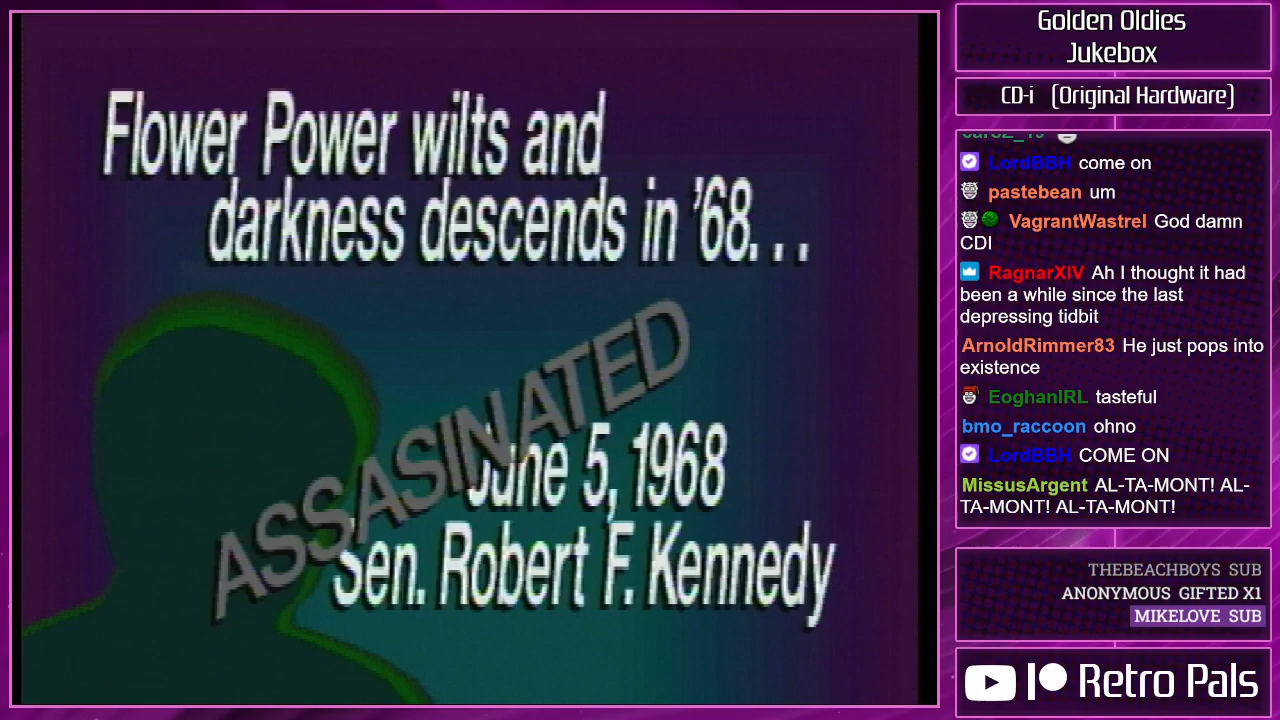 Flower Power wilts and
darkness descends in '68...
ASSASINATED
June 5, 1968
Sen. Robert F. Kennedy
Golden Oldies
Jukebox
CD-i (Original Hardware)
LordBBH come on
pastebean um
VagrantWastrel God damn
CDI
RagnarXIV Ah I thought it had
been a while since the last
depressing tidbit
ArnoldRimmer83 He just pops into
existence
EoghanIRL tasteful
bmo_raccoon ohno
LordBBH COME ON
MissusArgent AL-TA-MONT! AL-
TA-MONT! AL-TA-MONT!
THEBEACHBOYS SUB
ANONYMOUS GIFTED X1
MIKELOVE SUB
Retro Pals